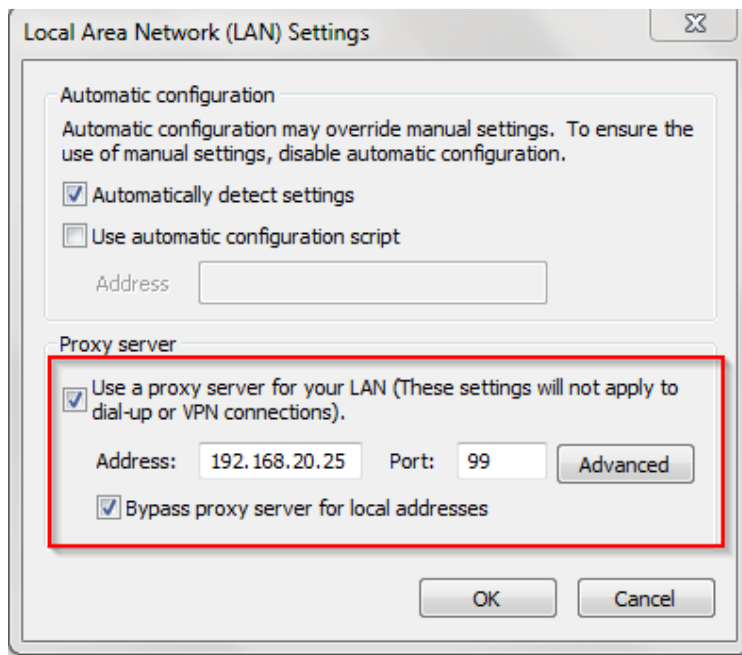 Local Area Network (LAN) Settings
Automatic configuration
Automatic configuration may override manual settings.  To ensure the
use of manual settings, disable automatic configuration.
Automatically detect settings
Use automatic configuration script
Address
Proxy server
Use a proxy server for your LAN (These settings will not apply to
dial-up or VPN connections).
Address: 192.168.20.25 Port: 99 Advanced
Bypass proxy server for local addresses
OK Cancel